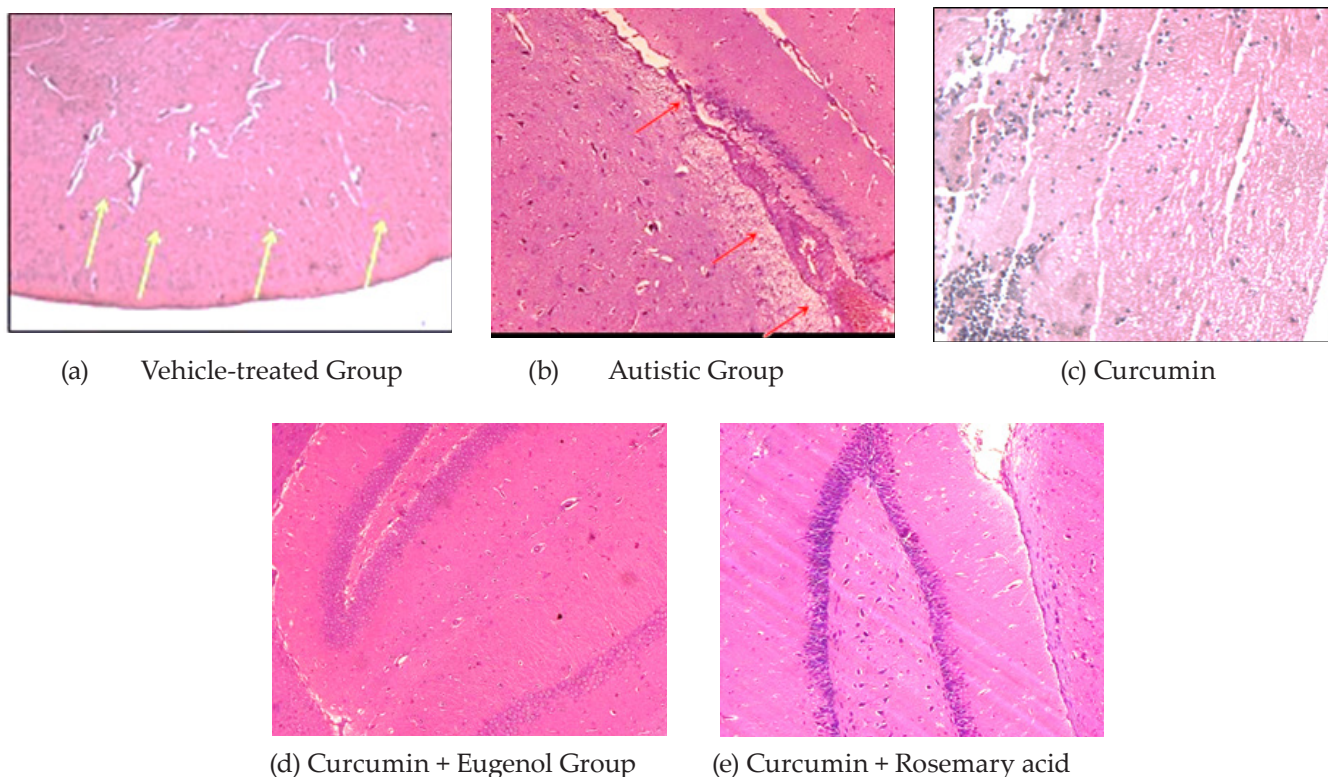 (a) Vehicle-treated Group
(b) Autistic Group
(c) Curcumin
(d) Curcumin + Eugenol Group
(e) Curcumin + Rosemary acid